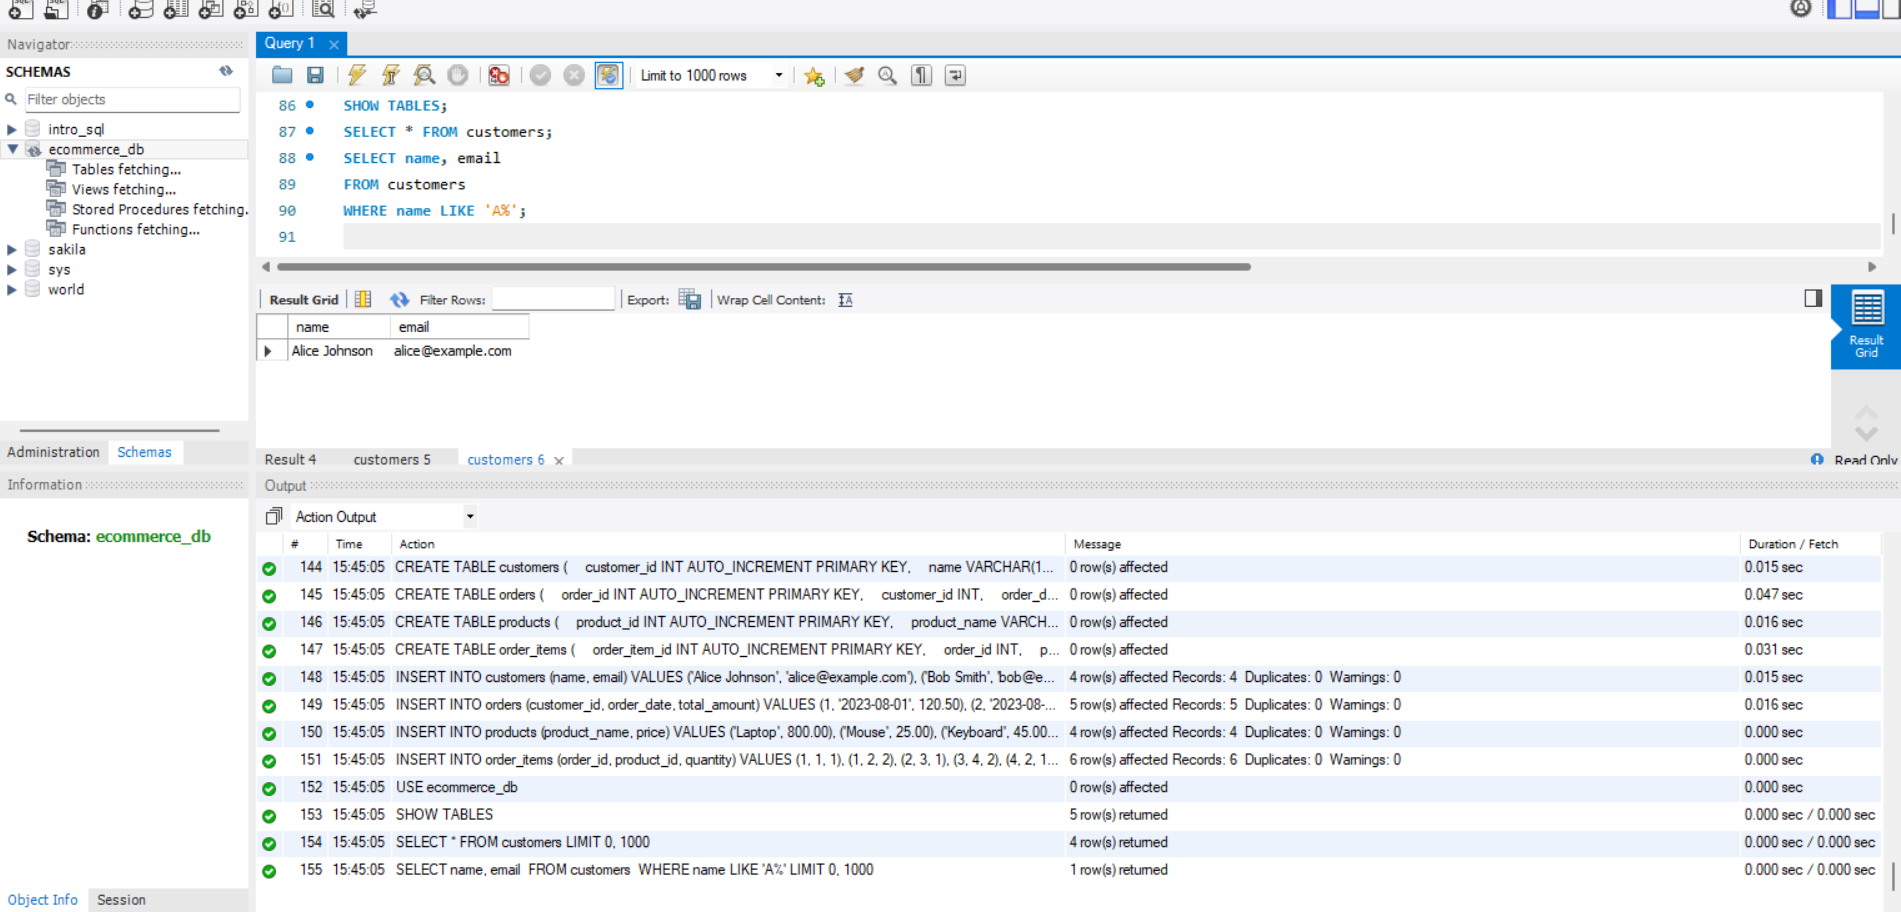 Navigator
SCHEMAS
Filter objects
intro_sql
ecommerce_db
Tables fetching...
Views fetching...
Stored Procedures fetching.
Functions fetching...
sakila
sys
world
Administration Schemas
Information
Schema: ecommerce_db
Object Info Session
Query 1
Limit to 1000 rows
86 SHOW TABLES;
87 SELECT * FROM customers;
88 SELECT name, email
89 FROM customers
90 WHERE name LIKE 'A%';
91
Result Grid Filter Rows: Export: Wrap Cell Content:
name email
Alice Johnson alice@example.com
Result
Grid
Result 4 customers 5 customers 6
Read Only
Output
Action Output
# Time Action Message Duration / Fetch
144 15:45:05 CREATE TABLE customers ( customer_id INT AUTO_INCREMENT PRIMARY KEY, name VARCHAR(1... 0 row(s) affected 0.015 sec
145 15:45:05 CREATE TABLE orders ( order_id INT AUTO_INCREMENT PRIMARY KEY, customer_id INT, order_d... 0 row(s) affected 0.047 sec
146 15:45:05 CREATE TABLE products ( product_id INT AUTO_INCREMENT PRIMARY KEY, product_name VARCH... 0 row(s) affected 0.016 sec
147 15:45:05 CREATE TABLE order_items ( order_item_id INT AUTO_INCREMENT PRIMARY KEY, order_id INT, p... 0 row(s) affected 0.031 sec
148 15:45:05 INSERT INTO customers (name, email) VALUES ('Alice Johnson', 'alice@example.com'), ('Bob Smith', 'bob@e... 4 row(s) affected Records: 4 Duplicates: 0 Warnings: 0 0.015 sec
149 15:45:05 INSERT INTO orders (customer_id, order_date, total_amount) VALUES (1, '2023-08-01', 120.50), (2, '2023-08-... 5 row(s) affected Records: 5 Duplicates: 0 Warnings: 0 0.016 sec
150 15:45:05 INSERT INTO products (product_name, price) VALUES ('Laptop', 800.00), ('Mouse', 25.00), ('Keyboard', 45.00... 4 row(s) affected Records: 4 Duplicates: 0 Warnings: 0 0.000 sec
151 15:45:05 INSERT INTO order_items (order_id, product_id, quantity) VALUES (1, 1, 1), (1, 2, 2), (2, 3, 1), (3, 4, 2), (4, 2, 1... 6 row(s) affected Records: 6 Duplicates: 0 Warnings: 0 0.000 sec
152 15:45:05 USE ecommerce_db 0 row(s) affected 0.000 sec
153 15:45:05 SHOW TABLES 5 row(s) returned 0.000 sec / 0.000 sec
154 15:45:05 SELECT * FROM customers LIMIT 0, 1000 4 row(s) returned 0.000 sec / 0.000 sec
155 15:45:05 SELECT name, email FROM customers WHERE name LIKE 'A%' LIMIT 0, 1000 1 row(s) returned 0.000 sec / 0.000 sec